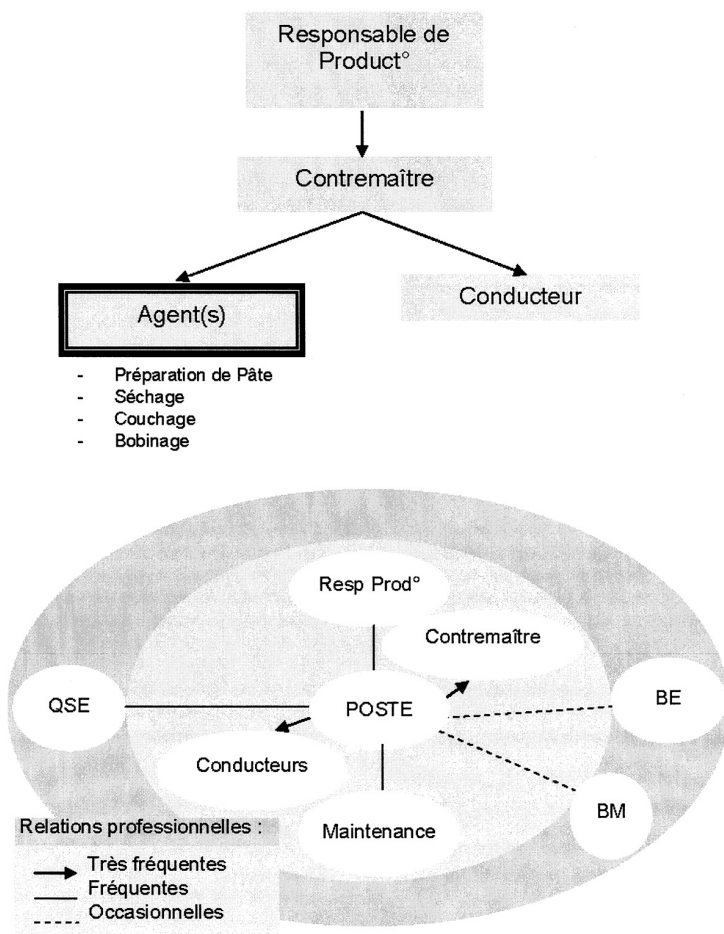 Responsable de
Product°
Contremaître
Agent(s)
Conducteur
- Préparation de Pâte
- Séchage
- Couchage
- Bobinage
Resp Prod°
Contremaître
QSE
POSTE
BE
Conducteurs
BM
Maintenance
Relations professionnelles :
Très fréquentes
Fréquentes
Occasionnelles